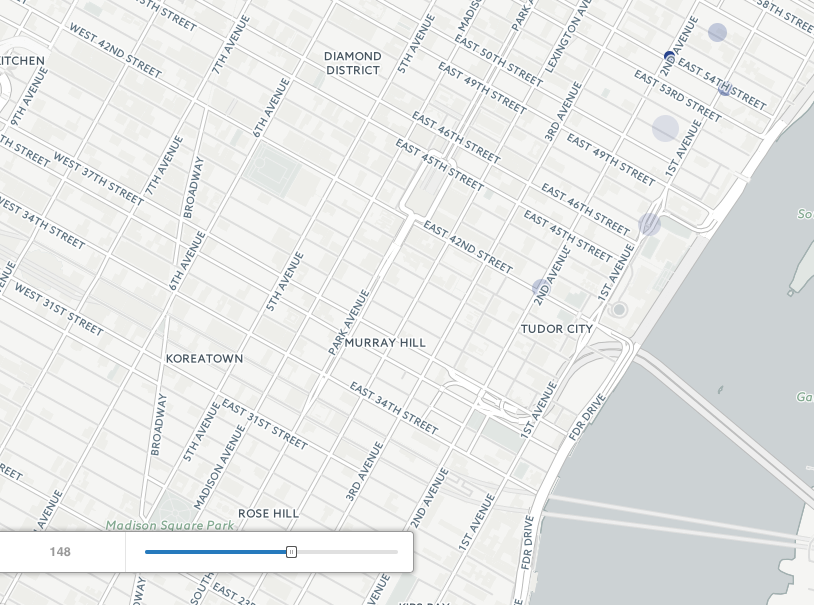 WEST 42ND STREET
35TH STREET
7TH AVENUE
DIAMOND
DISTRICT
5TH AVENUE
PARK A
LEXINGTON AV
58TH
KITCHEN
9TH AVENUE
6TH AVENUE
EAST 50TH STREET
EAST 49TH STREET
2ND AVENUE
EAST 54TH STREET
EAST 53RD STREET
3RD AVENUE
EAST 46TH STREET
EAST 45TH STREET
EAST 49TH STREET
1ST AVENUE
TH STREET
WEST 37TH STREET
7TH AVENUE
BROADWAY
EAST 46TH STREET
EAST 45TH STREET
WEST 34TH STREET
6TH AVENUE
5TH AVENUE
EAST 42ND STREET
2ND AVENUE
1ST AVENUE
So
WEST 31ST STREET
PARK AVENUE
TUDOR CITY
MURRAY HILL
KOREATOWN
Ga
EAST 34TH STREET
1ST AVENUE
FDR DRIVE
BROADWAY
5TH AVENUE
EAST 31ST STREET
MADISON AVENUE
3RD AVENUE
2ND AVENUE
1ST AVENUE
ROSE HILL
Madison Square Park
FDR DRIVE
148
SOUTH
EAST 23R
AVENUE
KIPS BAY